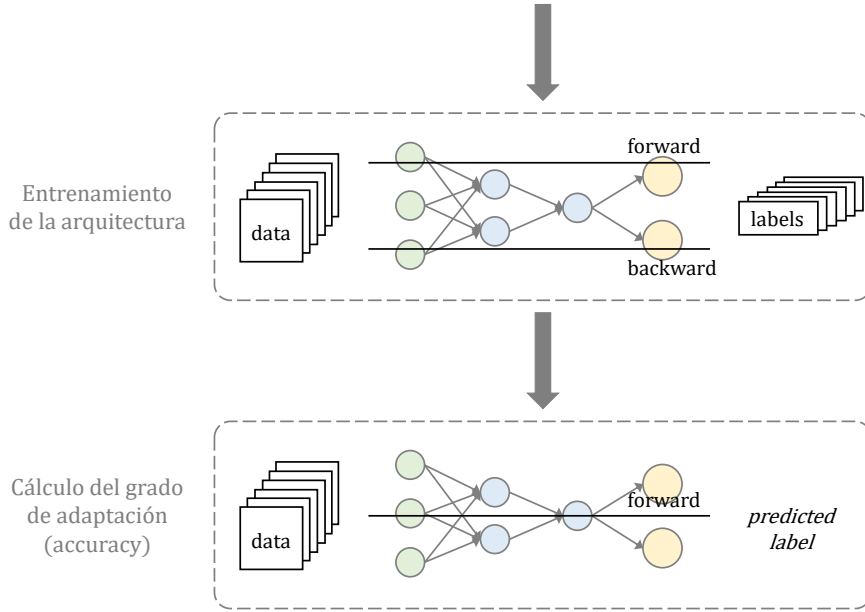 Entrenamiento
de la arquitectura
data
forward
backward
labels
Cálculo del grado
de adaptación
(accuracy)
data
forward
predicted
label